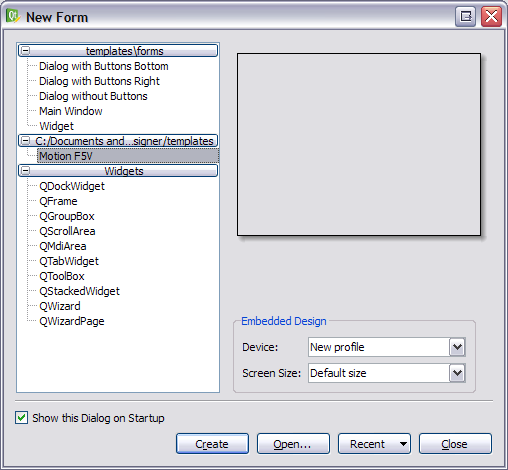 New Form
templates\forms
Dialog with Buttons Bottom
Dialog with Buttons Right
Dialog without Buttons
Main Window
Widget
C:/Documents and...signer/templates
Motion F5V
Widgets
QDockWidget
QFrame
QGroupBox
QScrollArea
QMdiArea
QTabWidget
QToolBox
QStackedWidget
QWizard
QWizardPage
Embedded Design
Device: New profile
Screen Size: Default size
Show this Dialog on Startup
Create Open... Recent Close